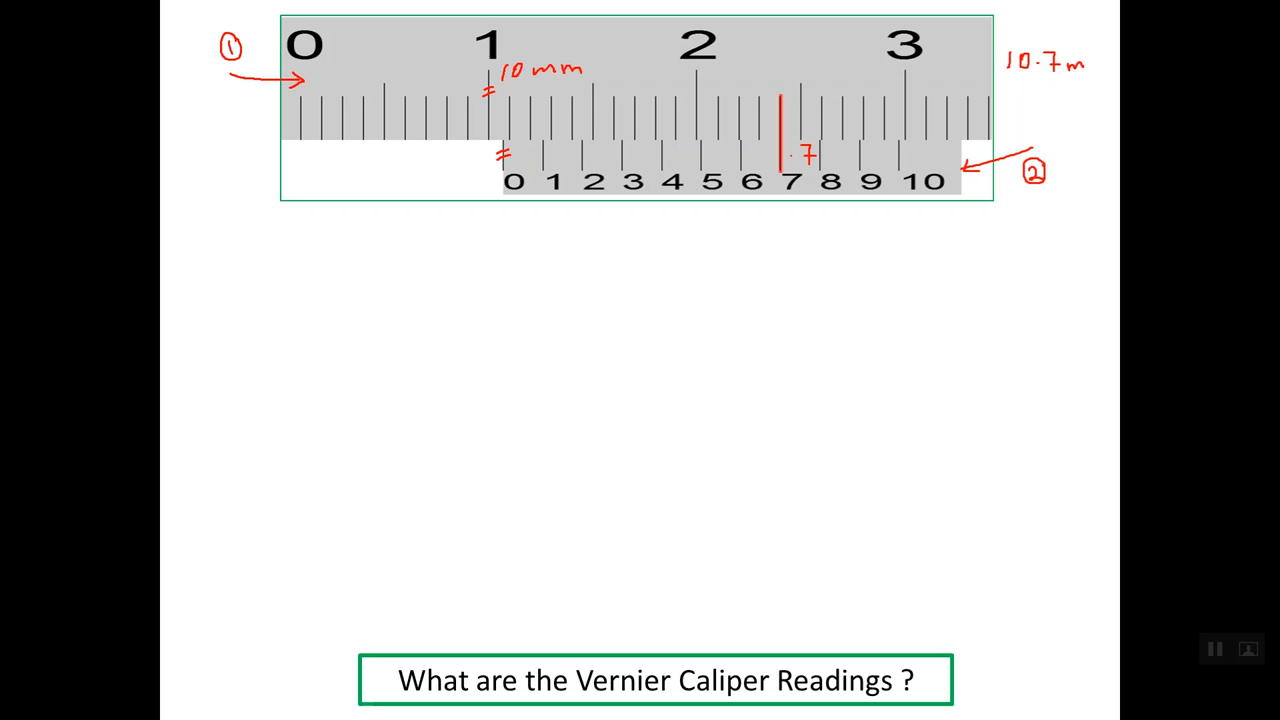 ① 0 1 2 3
10 mm
10.7m
.7
0 1 2 3 4 5 6 7 8 9 10
②
What are the Vernier Caliper Readings ?